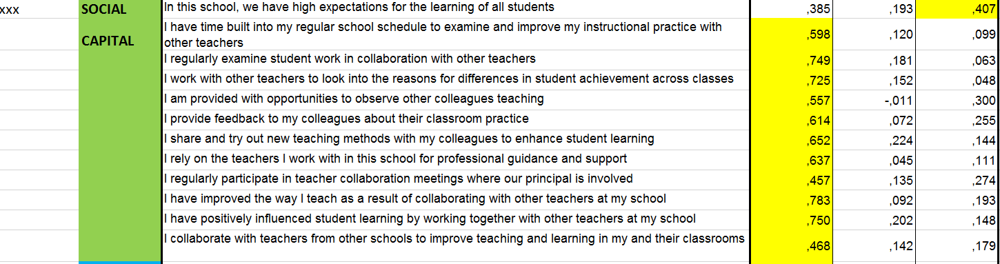 xxx SOCIAL In this school, we have high expectations for the learning of all students ,385 ,193 ,407
CAPITAL I have time built into my regular school schedule to examine and improve my instructional practice with
other teachers ,598 ,120 ,099
I regularly examine student work in collaboration with other teachers ,749 ,181 ,063
I work with other teachers to look into the reasons for differences in student achievement across classes ,725 ,152 ,048
I am provided with opportunities to observe other colleagues teaching ,557 -,011 ,300
I provide feedback to my colleagues about their classroom practice ,614 ,072 ,255
I share and try out new teaching methods with my colleagues to enhance student learning ,652 ,224 ,144
I rely on the teachers I work with in this school for professional guidance and support ,637 ,045 ,111
I regularly participate in teacher collaboration meetings where our principal is involved ,457 ,135 ,274
I have improved the way I teach as a result of collaborating with other teachers at my school ,783 ,092 ,193
I have positively influenced student learning by working together with other teachers at my school ,750 ,202 ,148
I collaborate with teachers from other schools to improve teaching and learning in my and their classrooms ,468 ,142 ,179